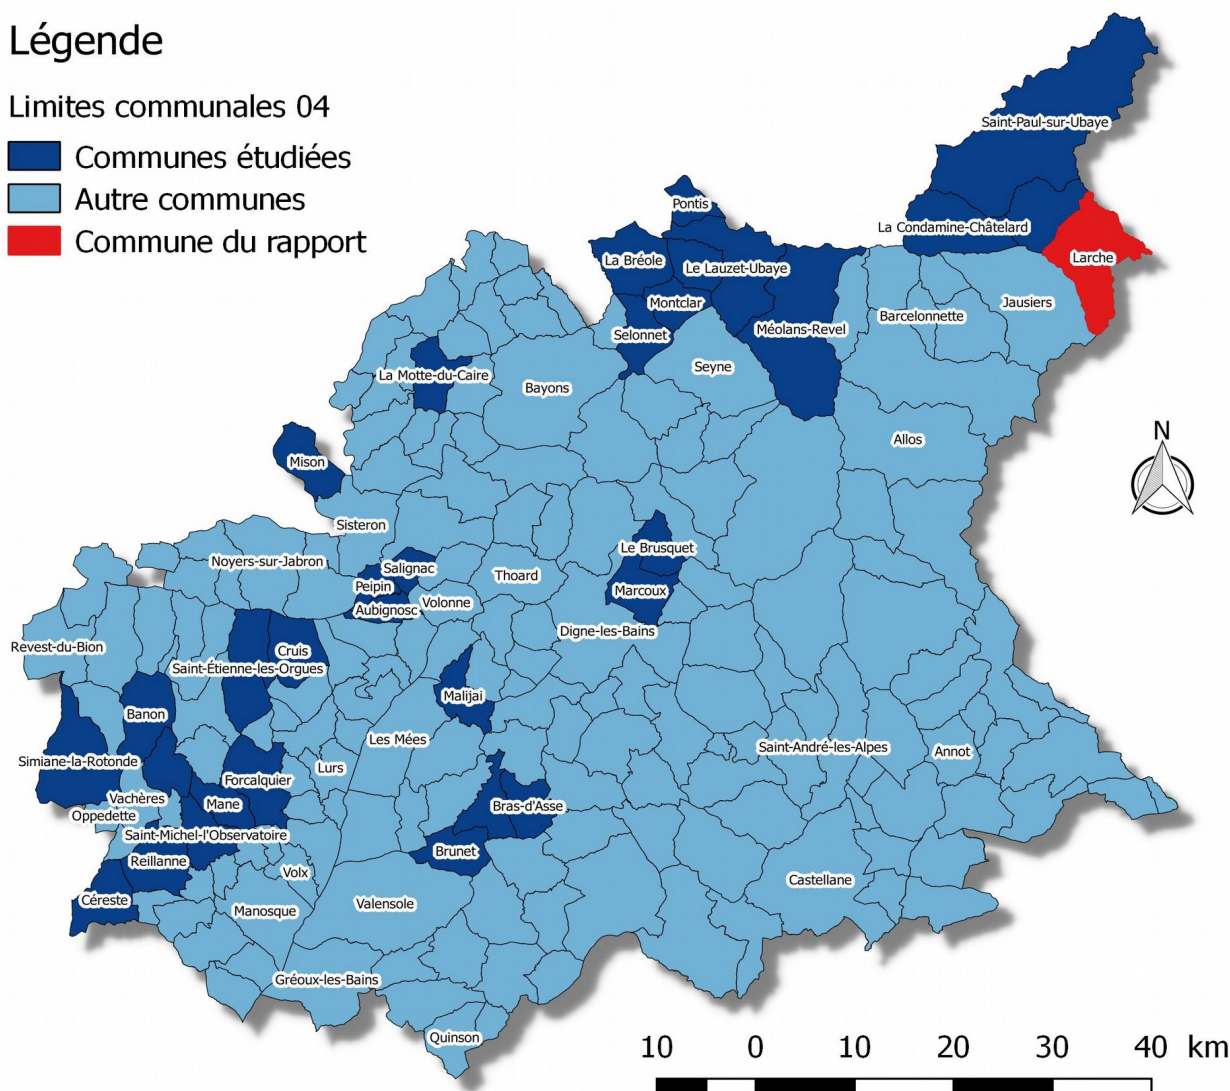 Légende
Limites communales 04
Communes étudiées
Autre communes
Commune du rapport
Saint-Paul-sur-Ubaye
Pontis
La Condamine-Châtelard
Larche
La Bréole
Le Lauzet-Ubaye
Montclar
Jausiers
Barcelonnette
Méolans-Revel
Selonnet
Seyne
La Motte-du-Caire
Bayons
Allos
N
Mison
Sisteron
Le Brusquet
Noyers-sur-Jabron
Salignac
Thoard
Peipin
Marcoux
Aubignosc
Volonne
Digne-les-Bains
Revest-du-Bion
Cruis
Saint-Étienne-les-Orgues
Malijai
Banon
Les Mées
Saint-André-les-Alpes
Annot
Simiane-la-Rotonde
Lurs
Forcalquier
Vachères
Mane
Bras-d'Asse
Oppedette
Saint-Michel-l'Observatoire
Brunet
Reillanne
Volx
Castellane
Céreste
Valensole
Manosque
Gréoux-les-Bains
Quinson
10 0 10 20 30 40 km